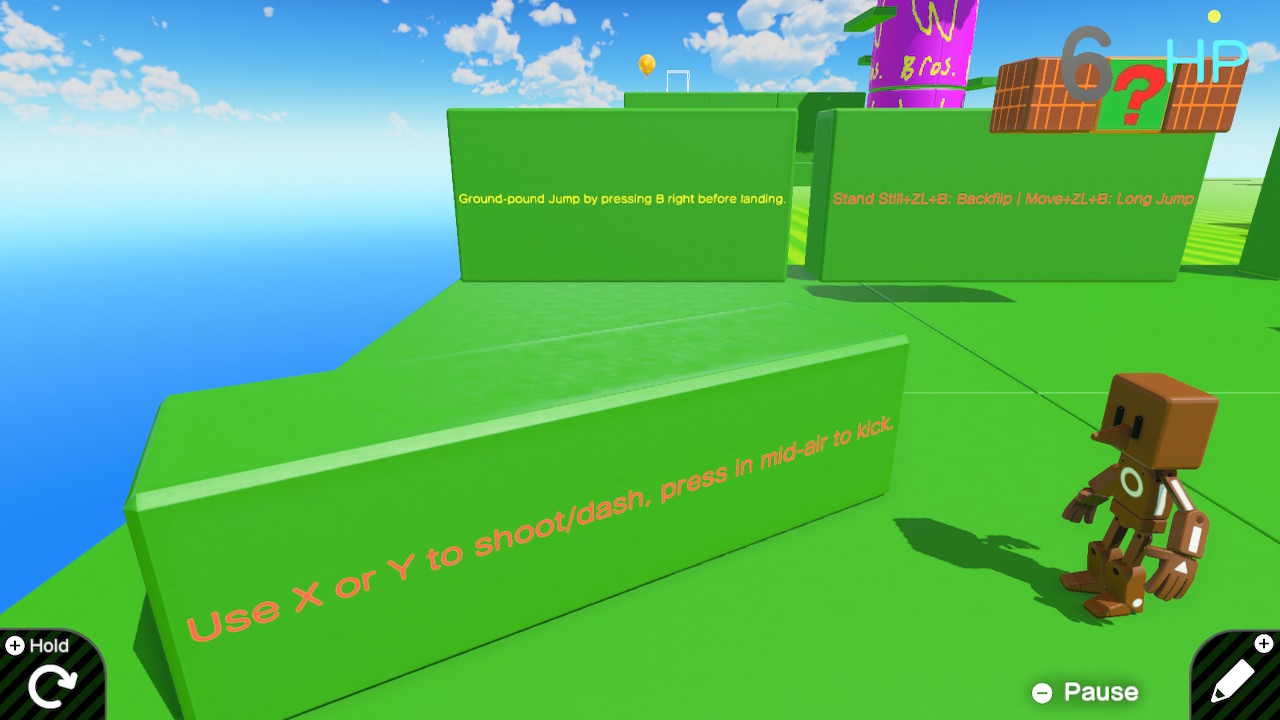 W
s. Bros.
6 HP
?
Ground-pound Jump by pressing B right before landing.
Stand Still+ZL+B: Backflip | Move+ZL+B: Long Jump
Use X or Y to shoot/dash, press in mid-air to kick.
Hold
Pause